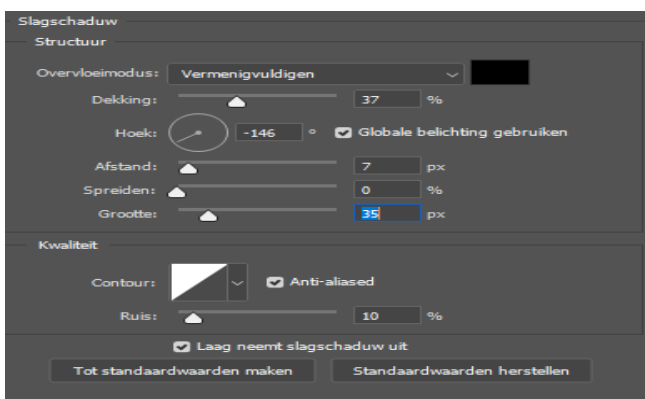 Slagschaduw
Structuur
Overvloeimodus: Vermenigvuldigen
Dekking: 37 %
Hoek: -146 ° Globale belichting gebruiken
Afstand: 7 px
Spreiden: 0 %
Grootte: 35 px
Kwaliteit
Contour: Anti-aliased
Ruis: 10 %
Laag neemt slagschaduw uit
Tot standaardwaarden maken Standaardwaarden herstellen